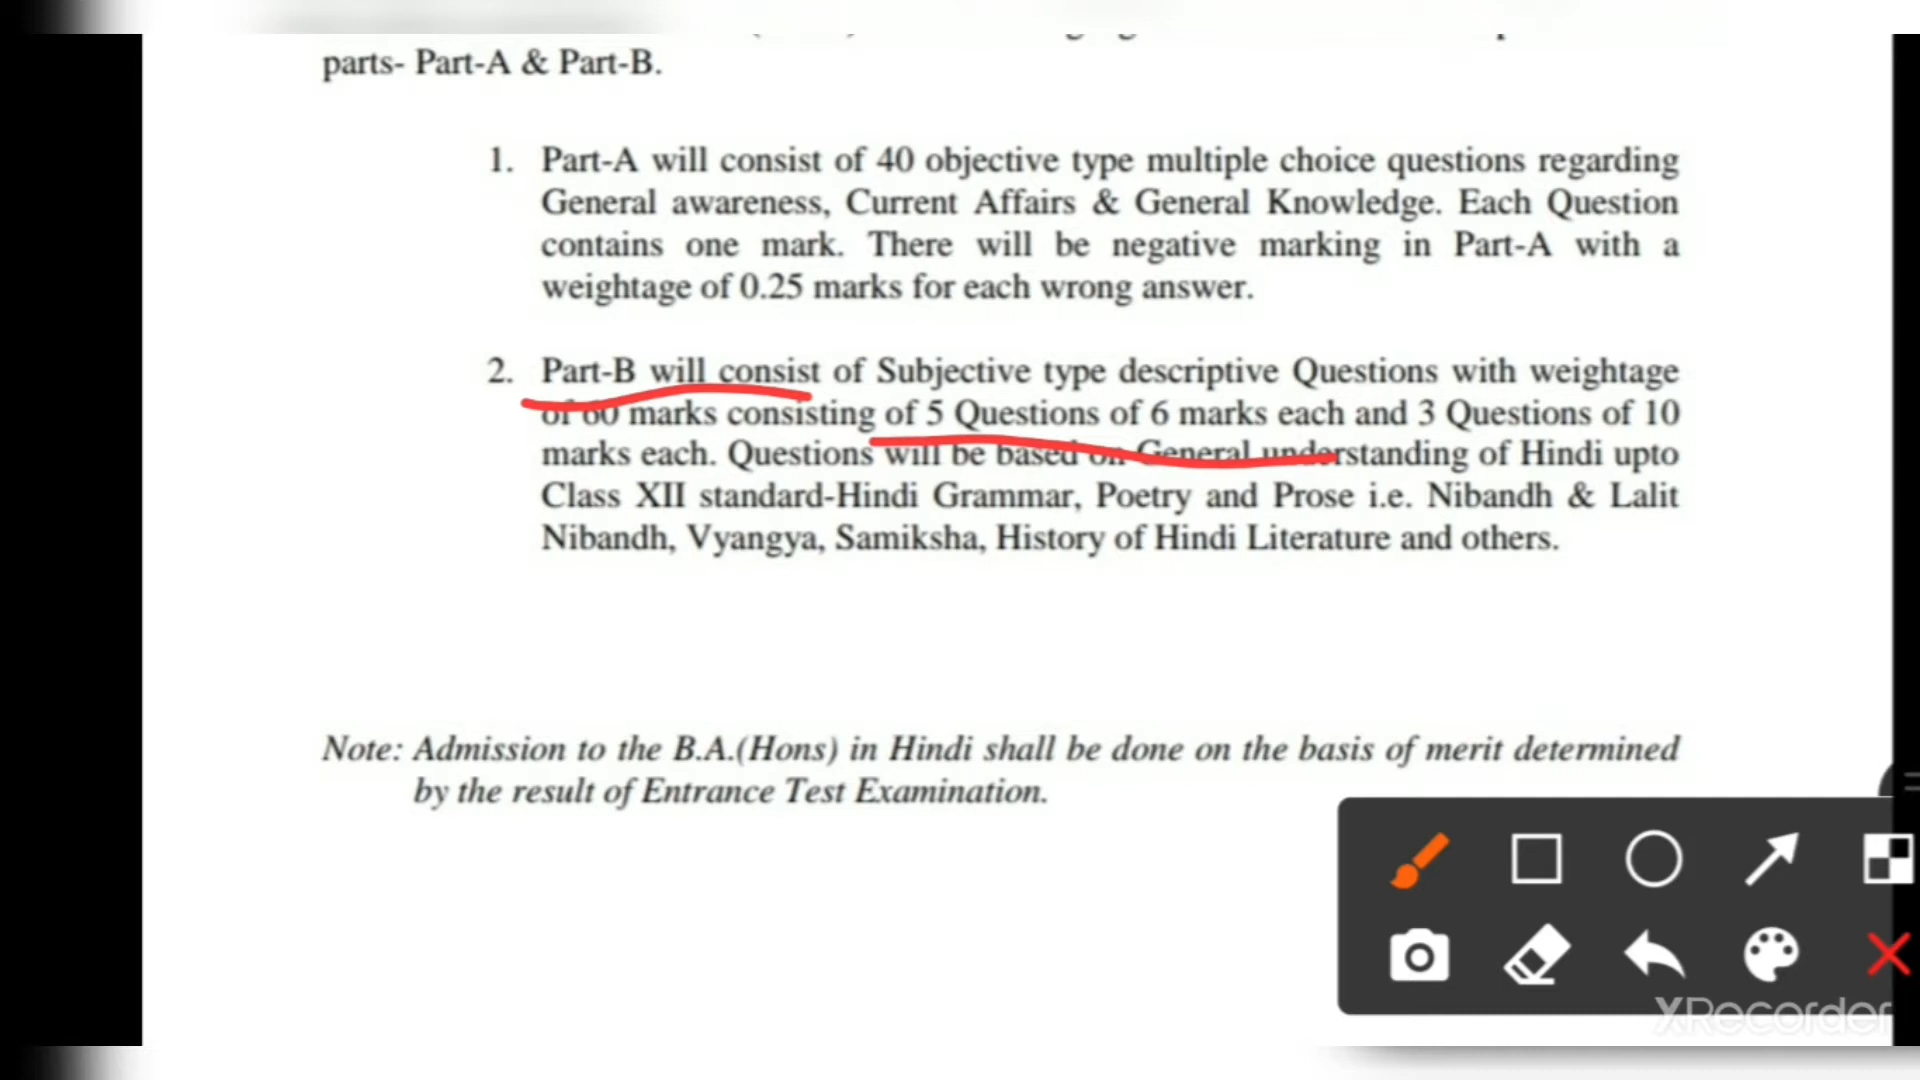 parts- Part-A & Part-B.
1. Part-A will consist of 40 objective type multiple choice questions regarding
General awareness, Current Affairs & General Knowledge. Each Question
contains one mark. There will be negative marking in Part-A with a
weightage of 0.25 marks for each wrong answer.
2. Part-B will consist of Subjective type descriptive Questions with weightage
of 60 marks consisting of 5 Questions of 6 marks each and 3 Questions of 10
marks each. Questions will be based on General understanding of Hindi upto
Class XII standard-Hindi Grammar, Poetry and Prose i.e. Nibandh & Lalit
Nibandh, Vyangya, Samiksha, History of Hindi Literature and others.
Note: Admission to the B.A.(Hons) in Hindi shall be done on the basis of merit determined
by the result of Entrance Test Examination.
XRecorder